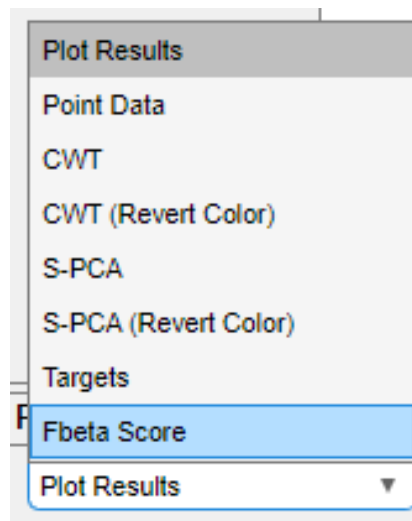 Plot Results
Point Data
CWT
CWT (Revert Color)
S-PCA
S-PCA (Revert Color)
Targets
Fbeta Score
Plot Results